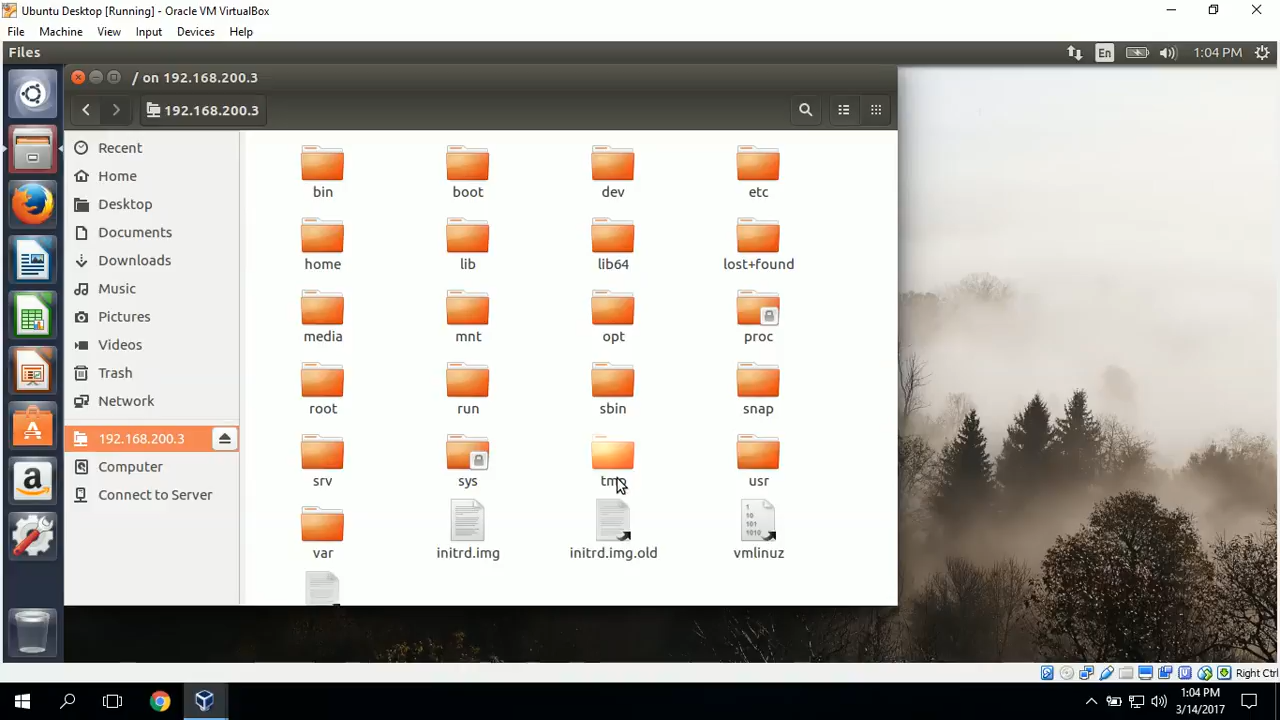 Ubuntu Desktop [Running] - Oracle VM VirtualBox
File Machine View Input Devices Help
Files En 1:04 PM
/ on 192.168.200.3
192.168.200.3
Recent
Home
Desktop
Documents
Downloads
Music
Pictures
Videos
Trash
Network
192.168.200.3
Computer
Connect to Server
bin boot dev etc
home lib lib64 lost+found
media mnt opt proc
root run sbin snap
srv sys tmp usr
var initrd.img initrd.img.old vmlinuz
Right Ctrl
1:04 PM
3/14/2017